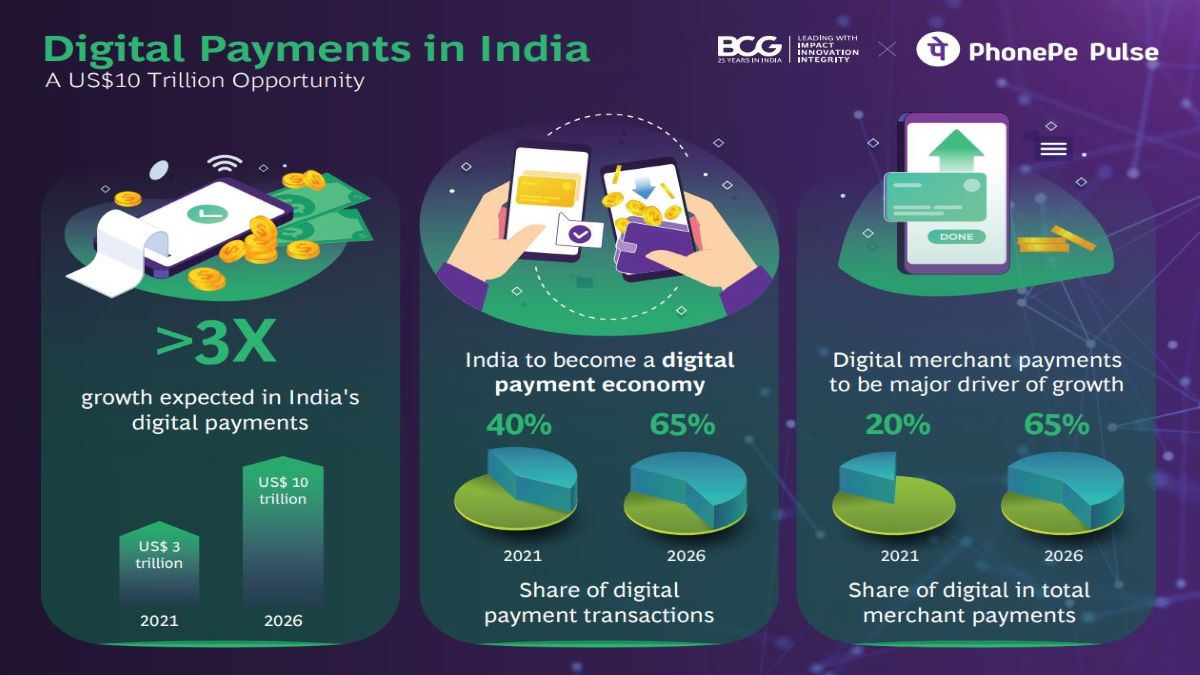 Digital Payments in India
A US$10 Trillion Opportunity
BCG
25 YEARS IN INDIA
LEADING WITH
IMPACT
INNOVATION
INTEGRITY
पे PhonePe Pulse
>3X
growth expected in India's
digital payments
US$ 3
trillion
2021
US$ 10
trillion
2026
India to become a digital
payment economy
40% 65%
2021 2026
Share of digital
payment transactions
DONE
Digital merchant payments
to be major driver of growth
20% 65%
2021 2026
Share of digital in total
merchant payments